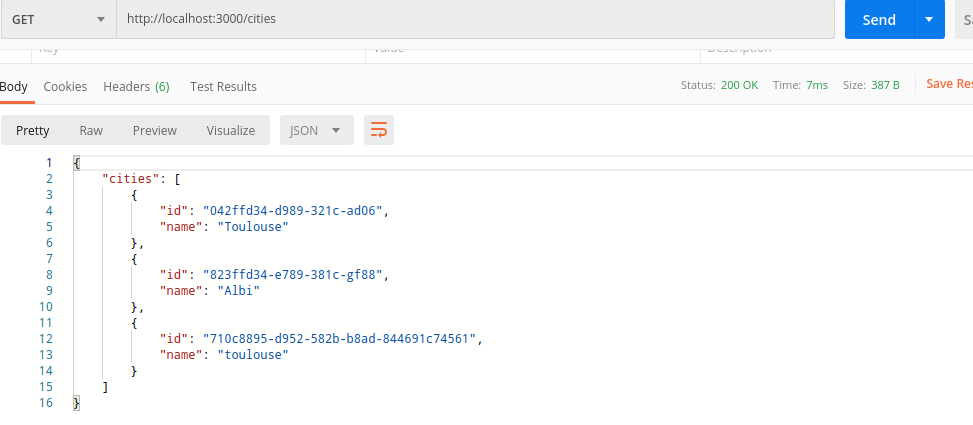 GET http://localhost:3000/cities Send
Key Value Description
Body Cookies Headers (6) Test Results Status: 200 OK Time: 7ms Size: 387 B Save Res
Pretty Raw Preview Visualize JSON
1 {
2 "cities": [
3 {
4 "id": "042ffd34-d989-321c-ad06",
5 "name": "Toulouse"
6 },
7 {
8 "id": "823ffd34-e789-381c-gf88",
9 "name": "Albi"
10 },
11 {
12 "id": "710c8895-d952-582b-b8ad-844691c74561",
13 "name": "toulouse"
14 }
15 ]
16 }